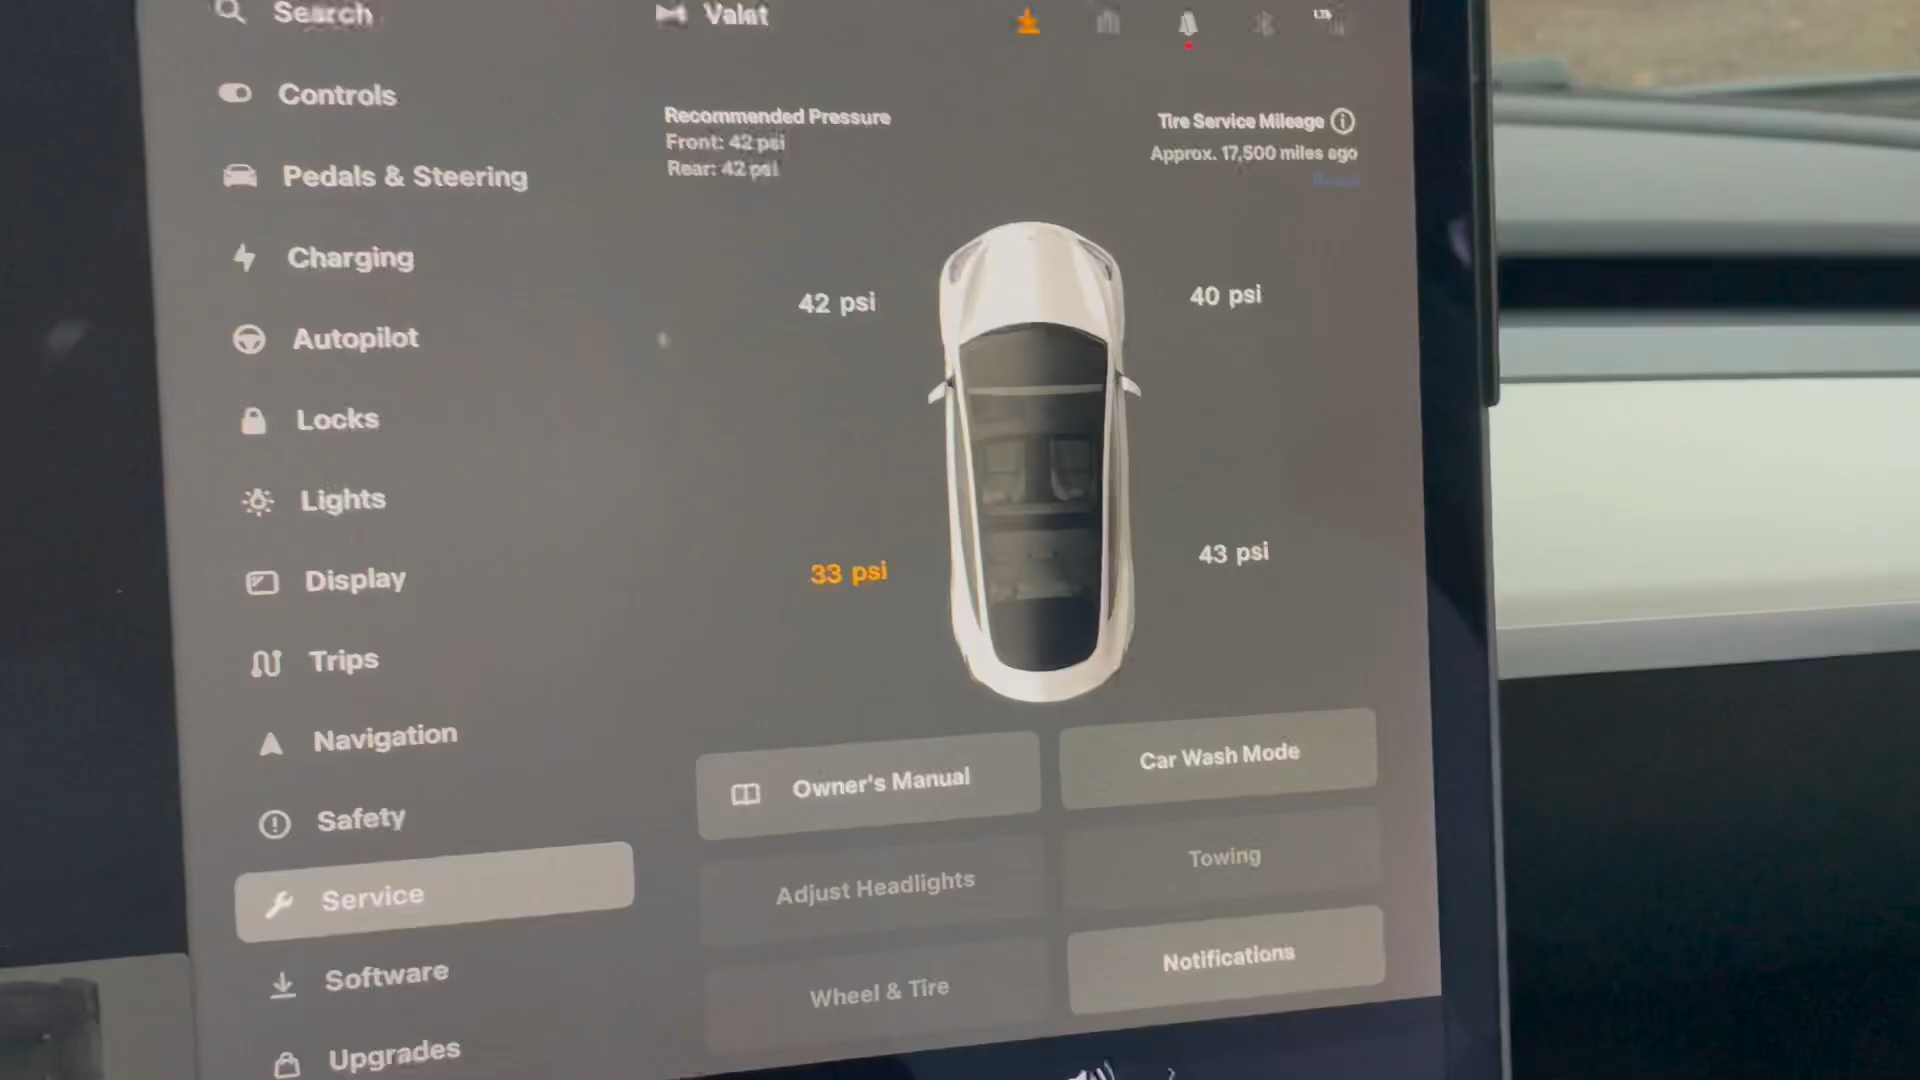 Search
Valet
LTE
Controls
Recommended Pressure
Front: 42 psi
Rear: 42 psi
Tire Service Mileage
Approx. 17,500 miles ago
Pedals & Steering
Charging
42 psi
40 psi
Autopilot
Locks
Lights
Display
33 psi
43 psi
Trips
Navigation
Owner's Manual
Car Wash Mode
Safety
Adjust Headlights
Towing
Service
Software
Wheel & Tire
Notifications
Upgrades